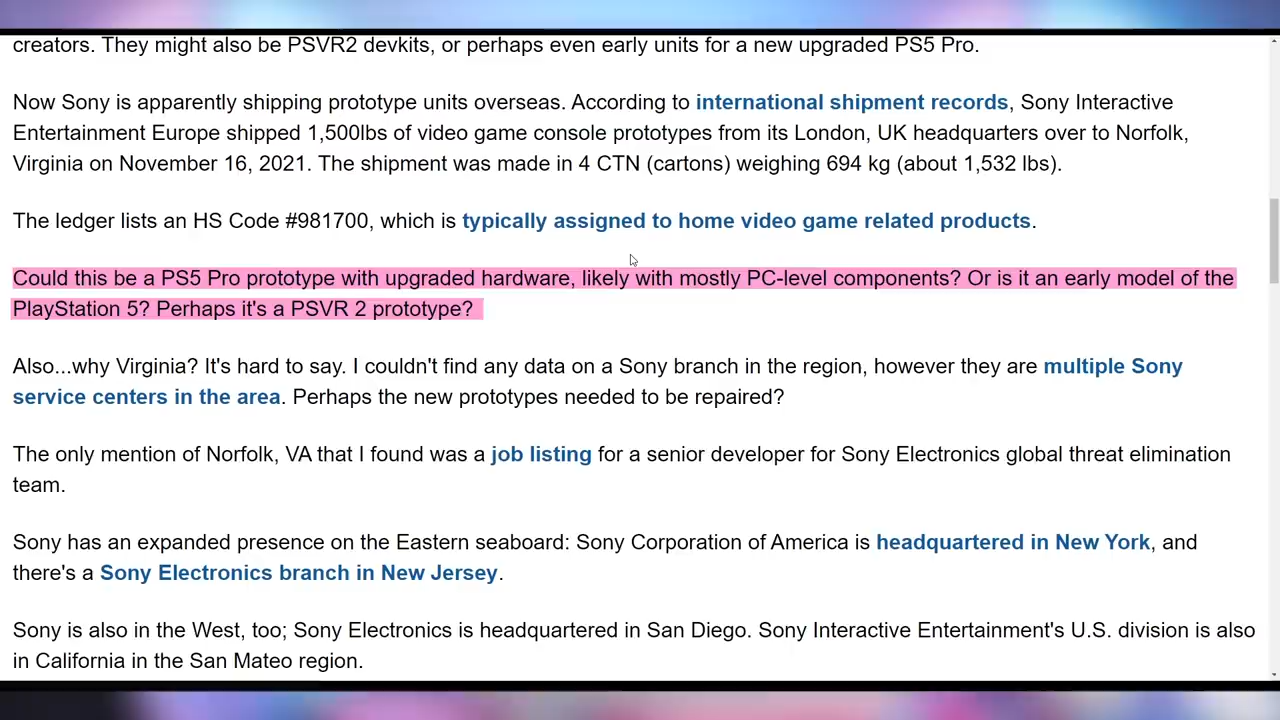 creators. They might also be PSVR2 devkits, or perhaps even early units for a new upgraded PS5 Pro.
Now Sony is apparently shipping prototype units overseas. According to international shipment records, Sony Interactive
Entertainment Europe shipped 1,500lbs of video game console prototypes from its London, UK headquarters over to Norfolk,
Virginia on November 16, 2021. The shipment was made in 4 CTN (cartons) weighing 694 kg (about 1,532 lbs).
The ledger lists an HS Code #981700, which is typically assigned to home video game related products.
Could this be a PS5 Pro prototype with upgraded hardware, likely with mostly PC-level components? Or is it an early model of the
PlayStation 5? Perhaps it's a PSVR 2 prototype?
Also...why Virginia? It's hard to say. I couldn't find any data on a Sony branch in the region, however they are multiple Sony
service centers in the area. Perhaps the new prototypes needed to be repaired?
The only mention of Norfolk, VA that I found was a job listing for a senior developer for Sony Electronics global threat elimination
team.
Sony has an expanded presence on the Eastern seaboard: Sony Corporation of America is headquartered in New York, and
there's a Sony Electronics branch in New Jersey.
Sony is also in the West, too; Sony Electronics is headquartered in San Diego. Sony Interactive Entertainment's U.S. division is also
in California in the San Mateo region.